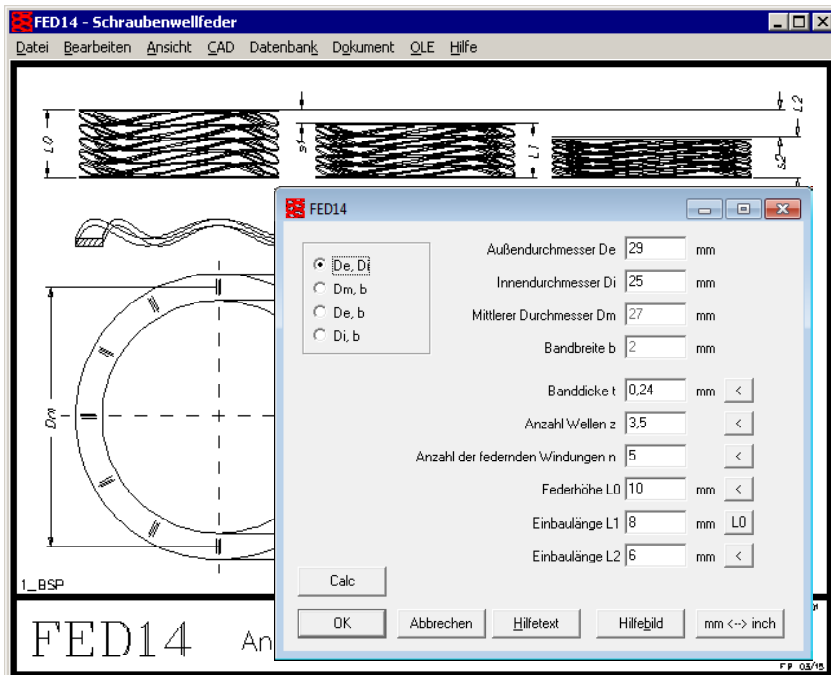 FED14 - Schraubenwellfeder
Datei Bearbeiten Ansicht CAD Datenbank Dokument OLE Hilfe
L0
s1
L1
s2
L2
Dm
1_BSP
FED14 An
FED14
De, Di
Dm, b
De, b
Di, b
Außendurchmesser De 29 mm
Innendurchmesser Di 25 mm
Mittlerer Durchmesser Dm 27 mm
Bandbreite b 2 mm
Banddicke t 0,24 mm <
Anzahl Wellen z 3,5 <
Anzahl der federnden Windungen n 5 <
Federhöhe L0 10 mm <
Einbaulänge L1 8 mm L0
Einbaulänge L2 6 mm <
Calc
OK Abbrechen Hilfetext Hilfebild mm <--> inch